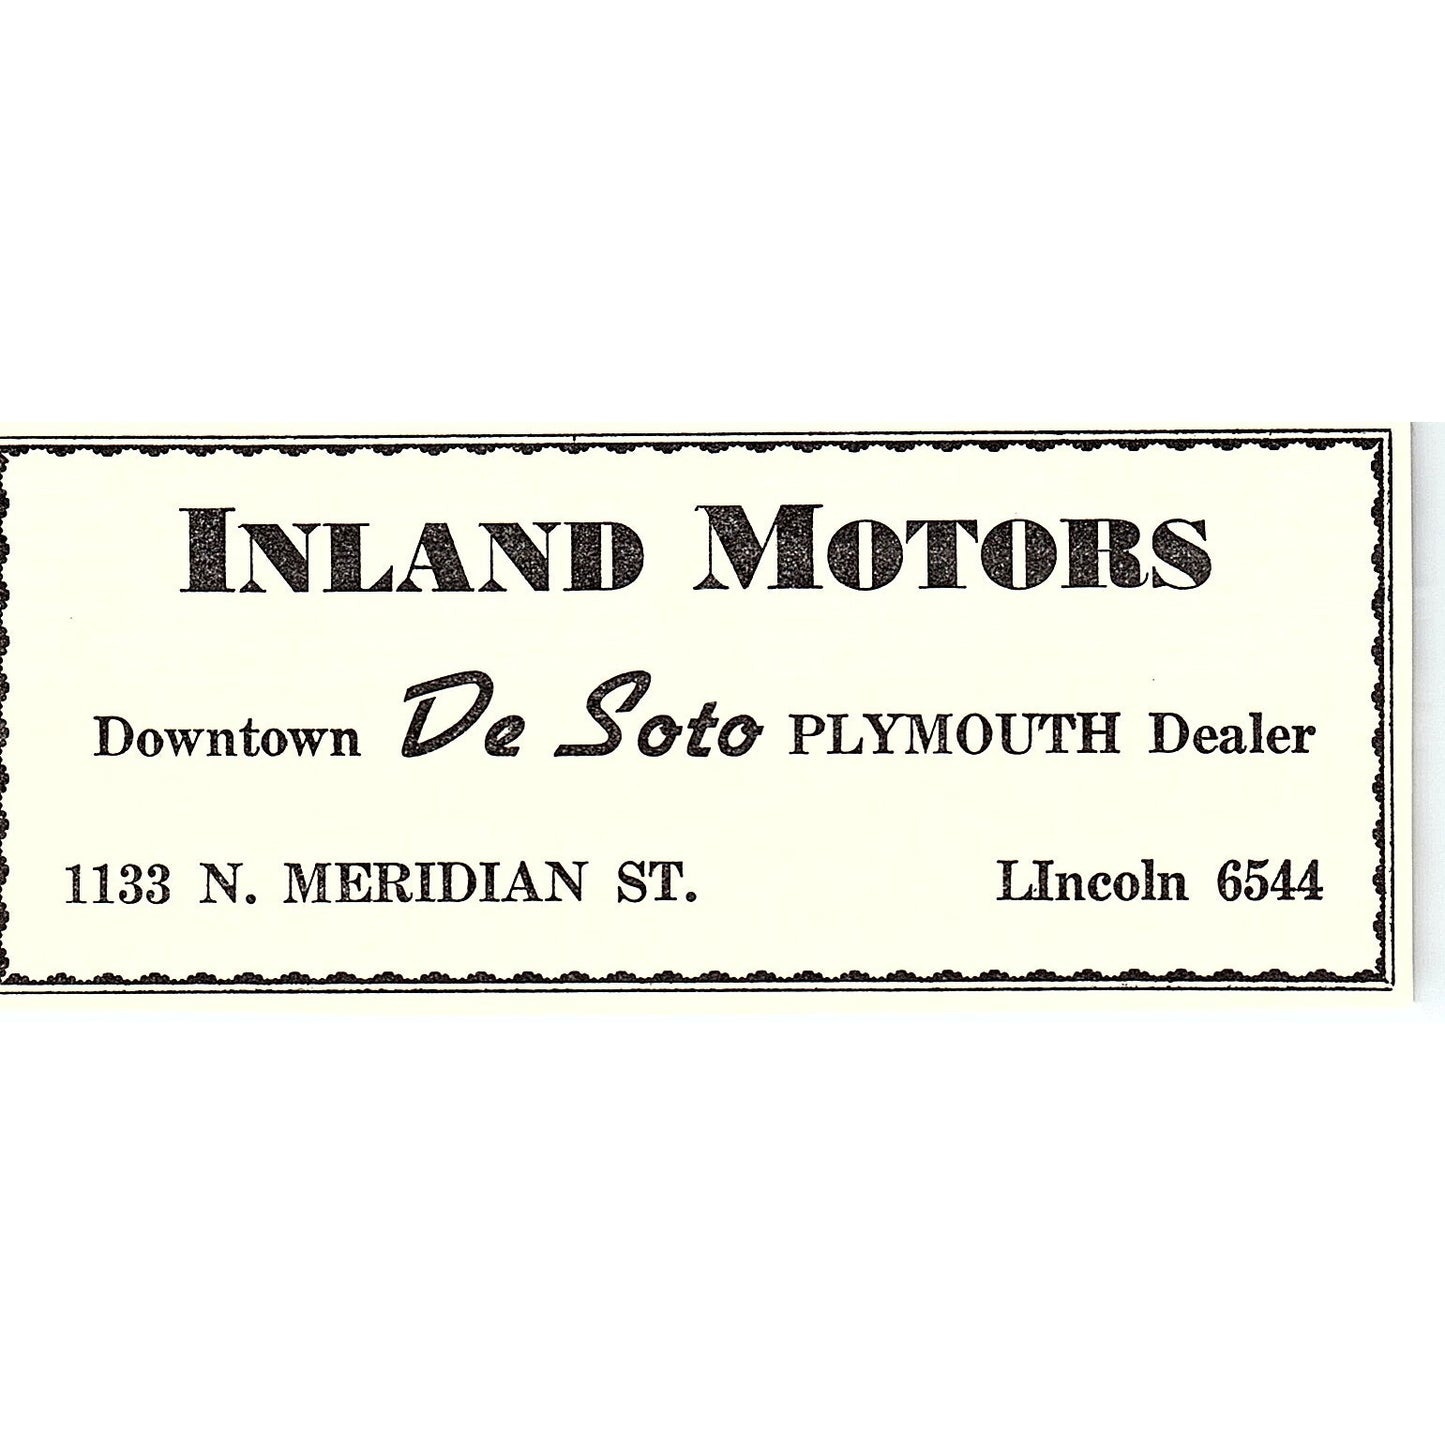 INLAND MOTORS
Downtown De Soto PLYMOUTH Dealer
1133 N. MERIDIAN ST. LIncoln 6544